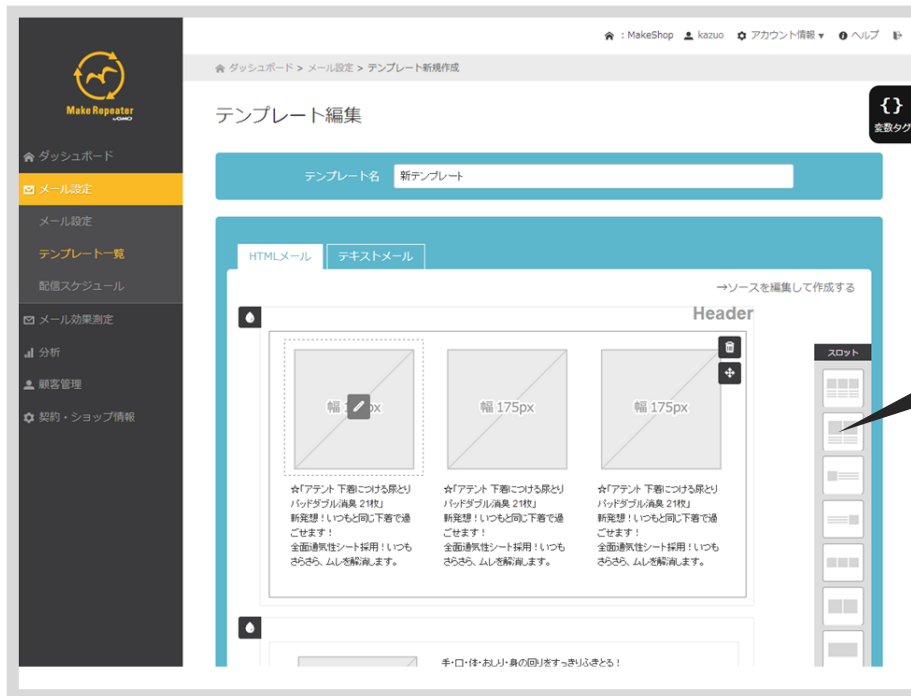 : MakeShop kazuo アカウント情報 ▼ ヘルプ
ダッシュボード > メール設定 > テンプレート新規作成
Make Repeater
byGMO
テンプレート編集
{}
変数タグ
ダッシュボード
メール設定
メール設定
テンプレート一覧
配信スケジュール
メール効果測定
分析
顧客管理
契約・ショップ情報
テンプレート名 新テンプレート
HTMLメール テキストメール
→ソースを編集して作成する
Header
スロット
幅 175px
幅 175px
☆「アテント 下着につける尿とり
パッドダブル消臭 21枚」
新発想!いつもと同じ下着で過
ごせます!
全面通気性シート採用!いつも
さらさら、ムレを解消します。
☆「アテント 下着につける尿とり
パッドダブル消臭 21枚」
新発想!いつもと同じ下着で過
ごせます!
全面通気性シート採用!いつも
さらさら、ムレを解消します。
☆「アテント 下着につける尿とり
パッドダブル消臭 21枚」
新発想!いつもと同じ下着で過
ごせます!
全面通気性シート採用!いつも
さらさら、ムレを解消します。
手・口・体・おしり・身の回りをすっきりふきとる!